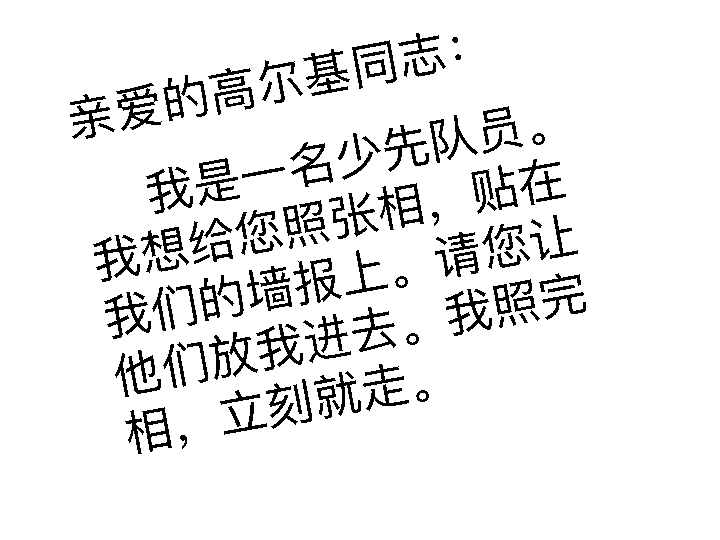 亲爱的高尔基同志：
我是一名少先队员。
我想给您照张相，贴在
我们的墙报上。请您让
他们放我进去。我照完
相，立刻就走。